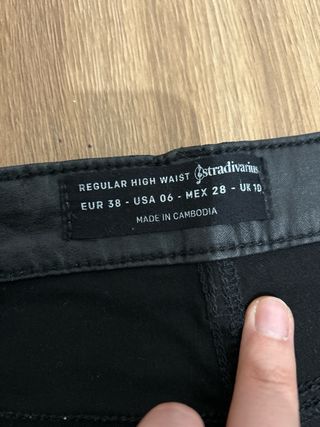 REGULAR HIGH WAIST stradivarius
EUR 38 - USA 06 - MEX 28 - UK 10
MADE IN CAMBODIA